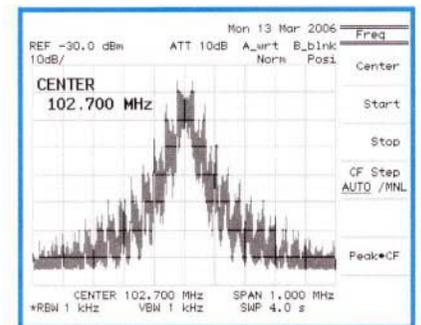 Mon 13 Mar 2006
REF -30.0 dBm ATT 10dB A_wrt B_blnk
10dB/ Norm Posi
CENTER
102.700 MHz
CENTER 102.700 MHz SPAN 1.000 MHz
*RBW 1 kHz VBW 1 kHz SWP 4.0 s
Freq
Center
Start
Stop
CF Step
AUTO /MNL
Peak•CF